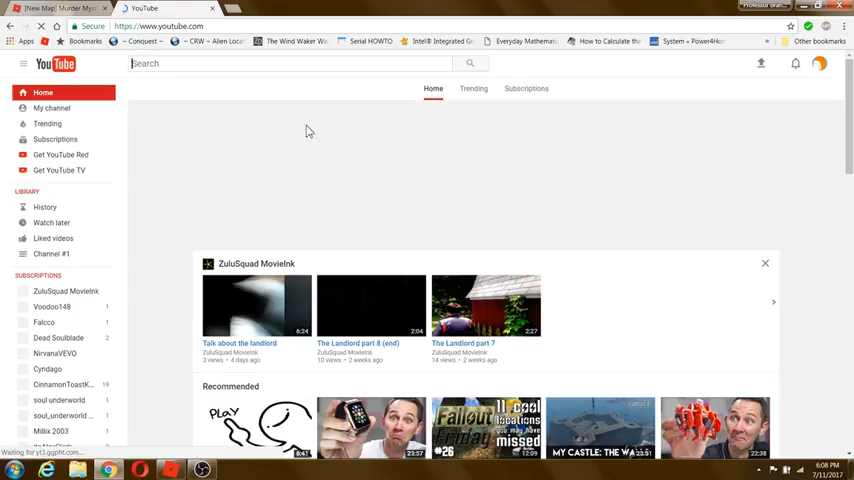 [New Map] Murder Mys
YouTube
Professor Gran...
Secure
https://www.youtube.com
Apps
Bookmarks
~ Conquest ~
~ CRW ~ Alien Loca
The Wind Waker Wa
Serial HOWTO
Intel® Integrated Gr
Everyday Mathemati
How to Calculate the
System « Power4Hom
»
Other bookmarks
YouTube
Search
Home
Trending
Subscriptions
Home
My channel
Trending
Subscriptions
Get YouTube Red
Get YouTube TV
LIBRARY
History
Watch later
Liked videos
Channel #1
SUBSCRIPTIONS
ZuluSquad MovieInk
Voodoo148 1
Falcco 1
Dead Soulblade 2
NirvanaVEVO
Cyndago
CinnamonToastK... 19
soul underworld 1
soul_underworld ... 1
Millix 2003 1
ZuluSquad MovieInk
6:24
2:04
2:27
Talk about the landlord
ZuluSquad MovieInk
3 views • 4 days ago
The Landlord part 8 (end)
ZuluSquad MovieInk
10 views • 2 weeks ago
The Landlord part 7
ZuluSquad MovieInk
14 views • 2 weeks ago
Recommended
PLAY
6:41
23:57
11 cool
locations
you may have
missed
Fallout
Friday
#26
12:09
MY CASTLE: THE WA
23:51
22:38
Waiting for yt3.ggpht.com...
6:08 PM
7/11/2017